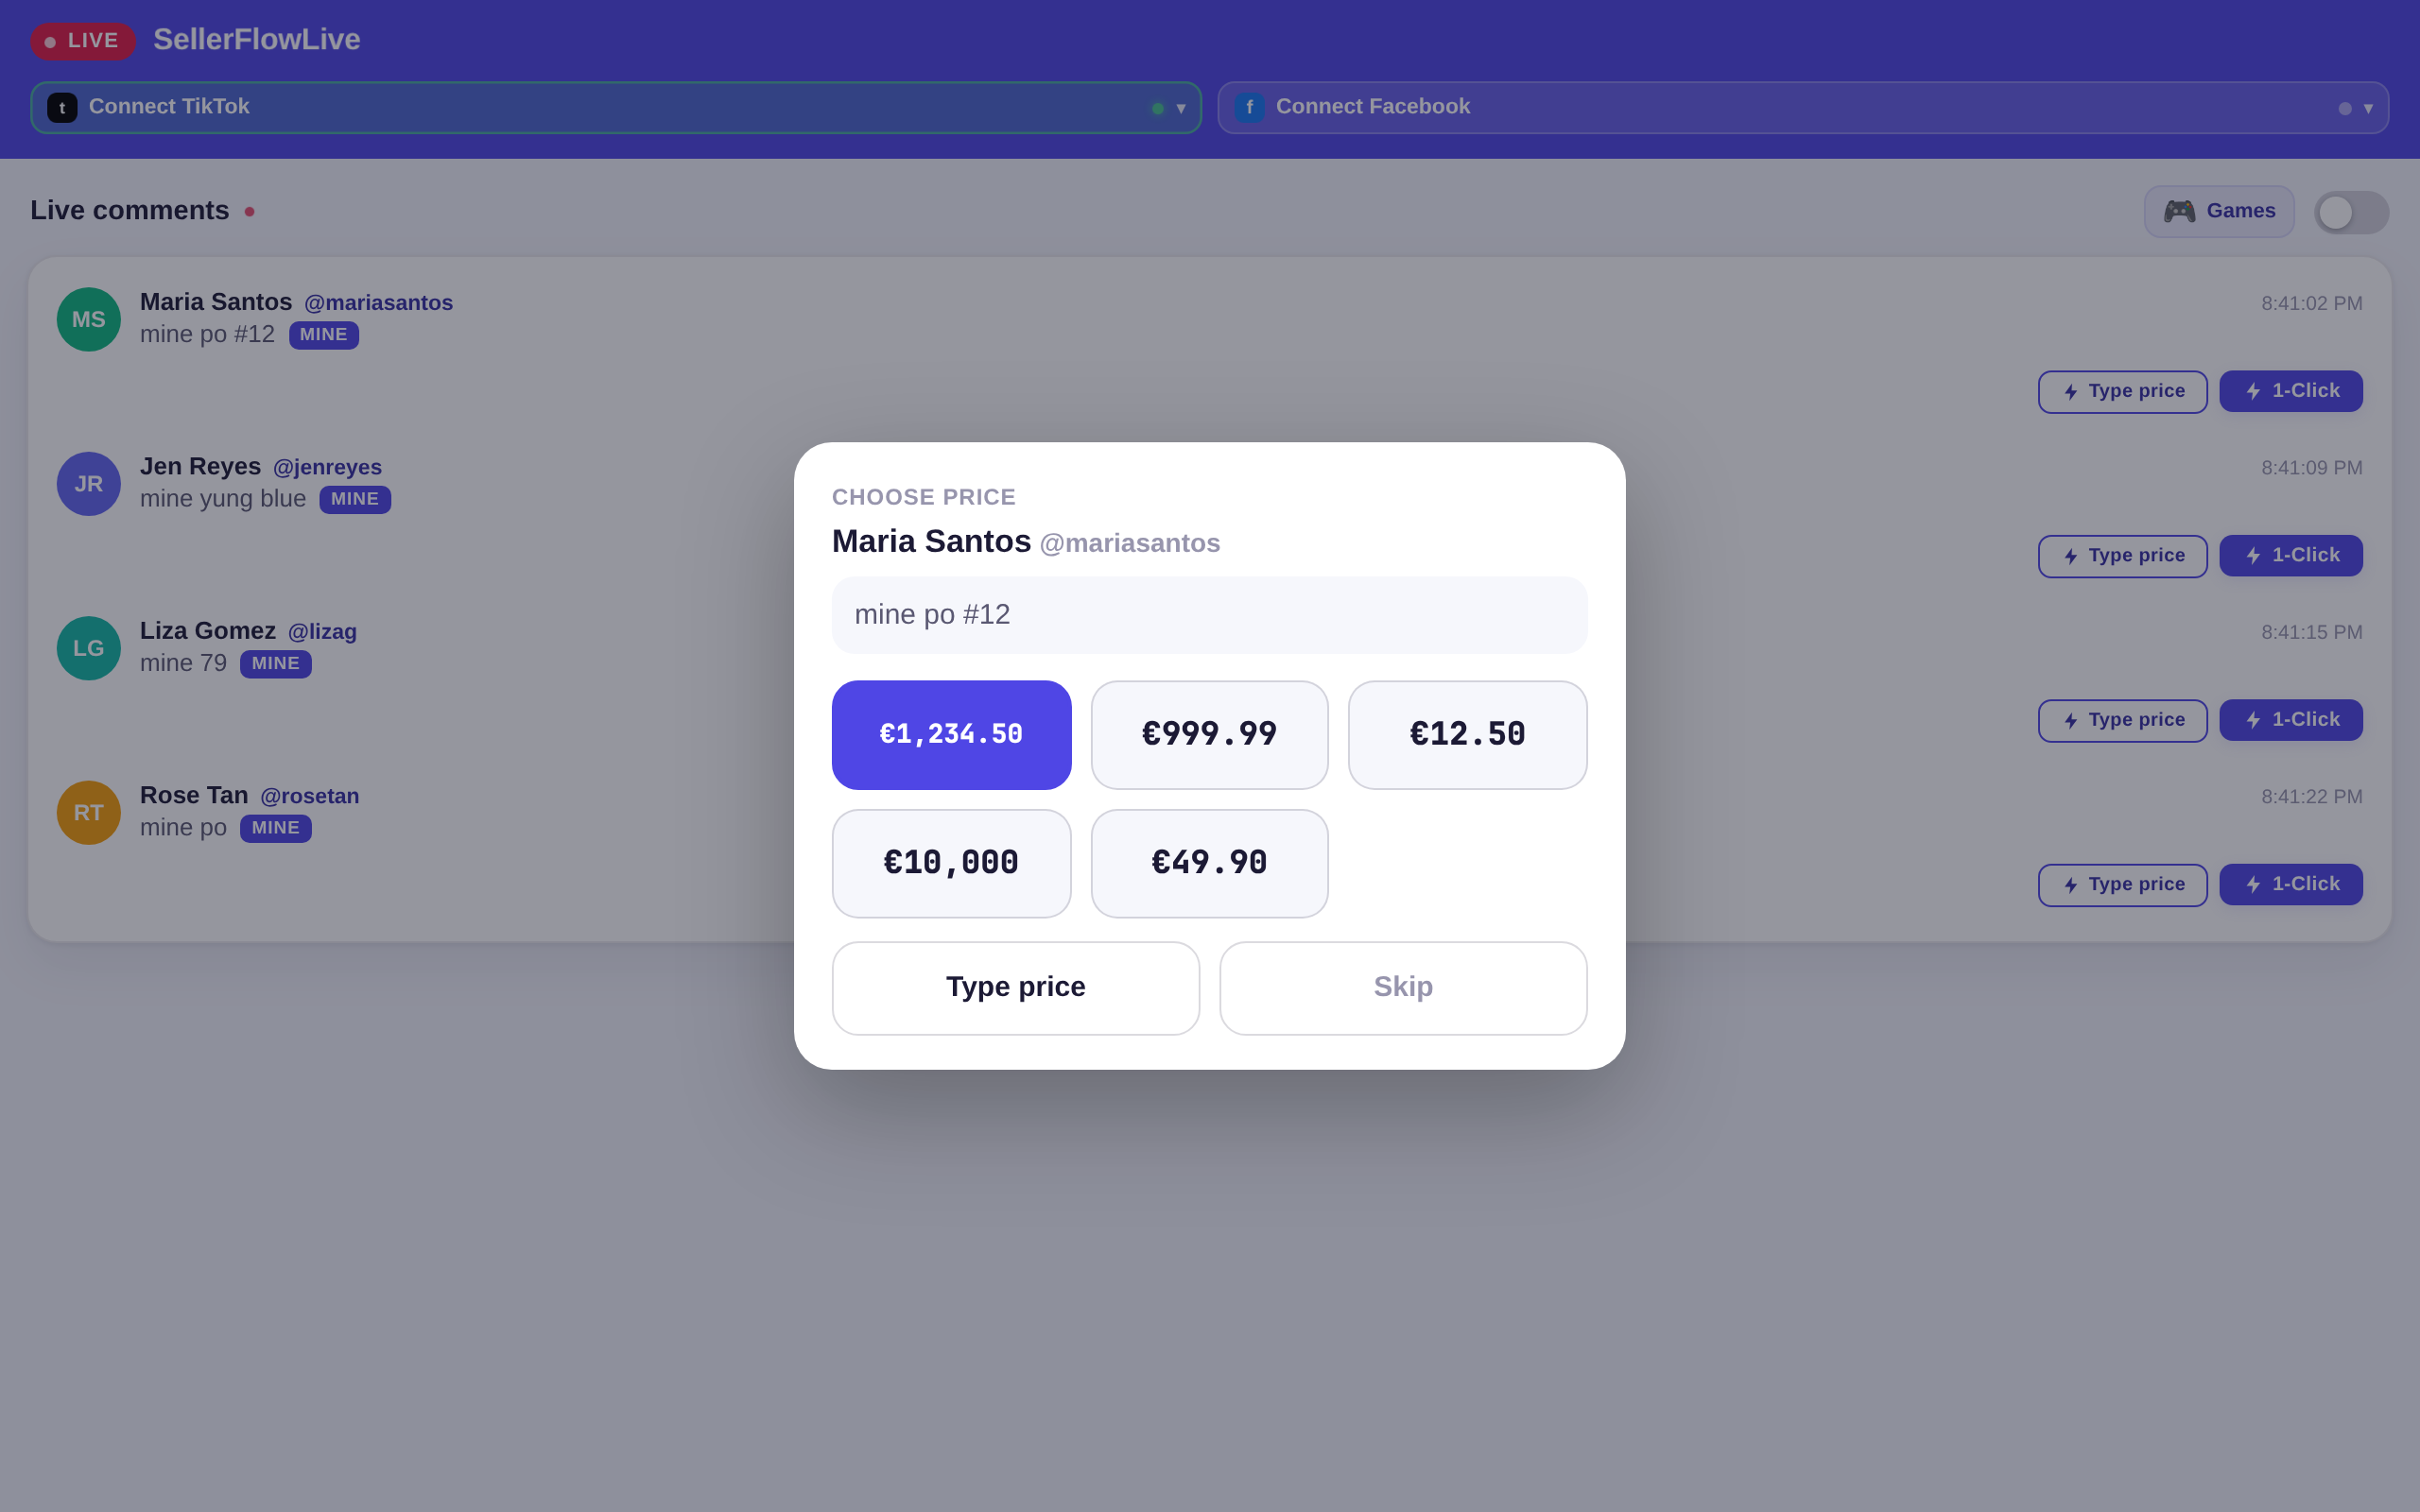 LIVE SellerFlowLive
t Connect TikTok ▾ f Connect Facebook ▾
Live comments 🎮 Games
MS Maria Santos @mariasantos 8:41:02 PM
mine po #12 MINE
Type price 1-Click
JR Jen Reyes @jenreyes 8:41:09 PM
mine yung blue MINE
Type price 1-Click
LG Liza Gomez @lizag 8:41:15 PM
mine 79 MINE
Type price 1-Click
RT Rose Tan @rosetan 8:41:22 PM
mine po MINE
Type price 1-Click
CHOOSE PRICE
Maria Santos @mariasantos
mine po #12
€1,234.50 €999.99 €12.50
€10,000 €49.90
Type price Skip